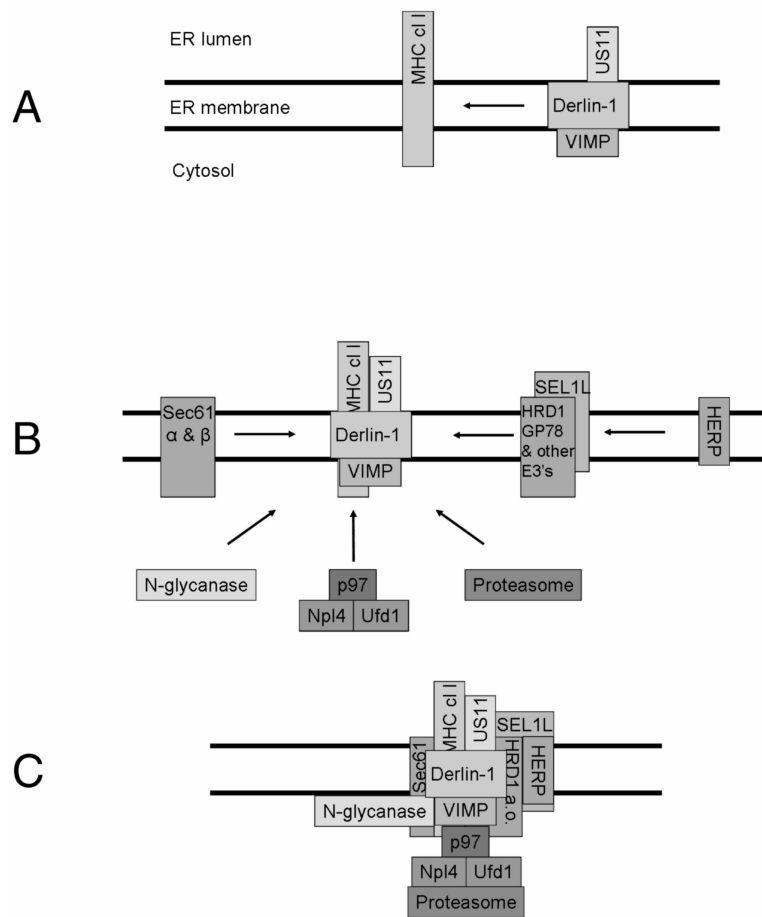 A
ER lumen
ER membrane
Cytosol
MHC cl I
US11
Derlin-1
VIMP
B
Sec61
α & β
MHC cl I
US11
Derlin-1
VIMP
SEL1L
HRD1
GP78
& other
E3's
HERP
N-glycanase
p97
Npl4
Ufd1
Proteasome
C
MHC cl I
US11
SEL1L
Sec61
Derlin-1
HRD1 a.o.
HERP
N-glycanase
VIMP
p97
Npl4
Ufd1
Proteasome